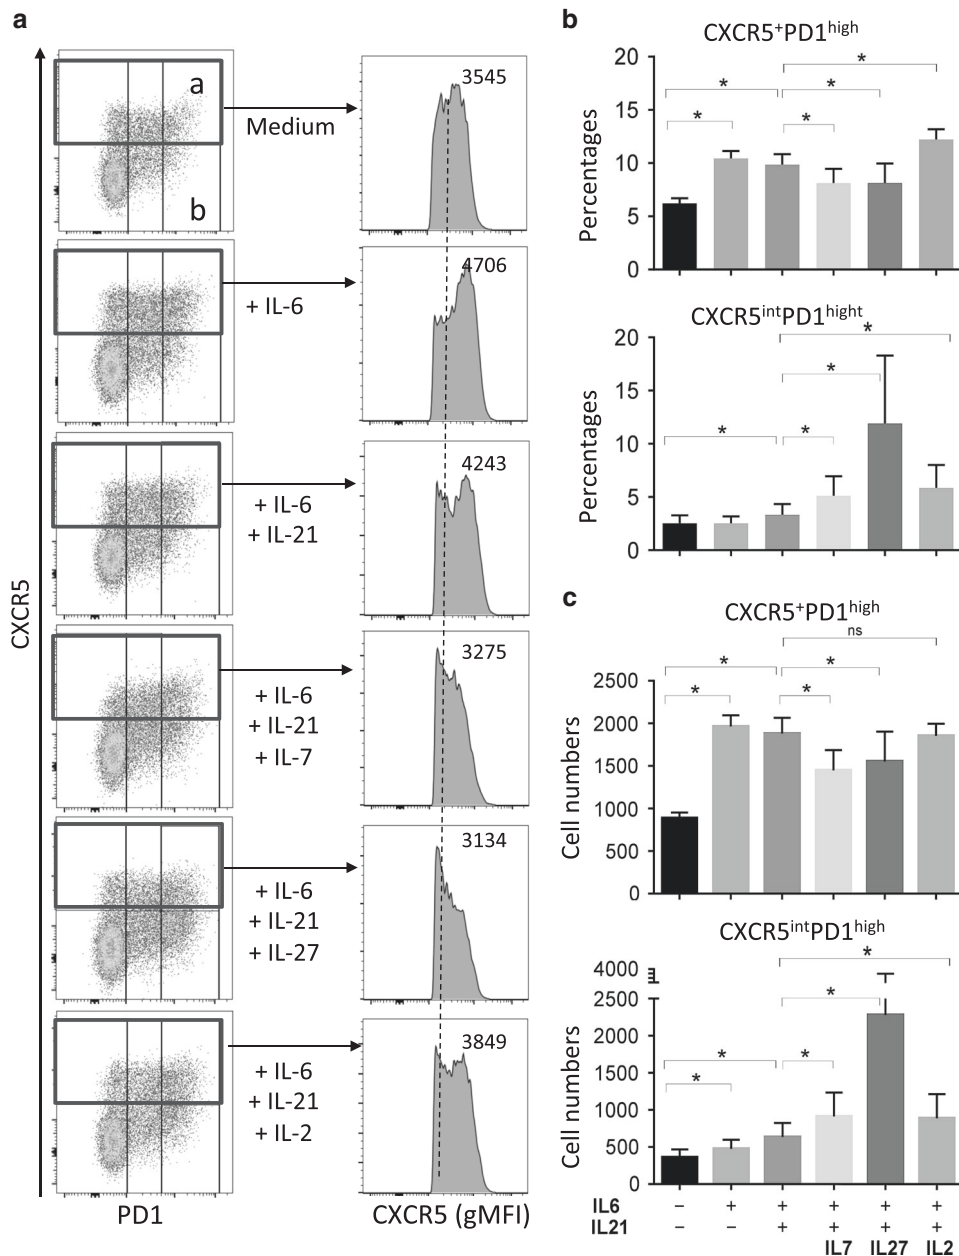 a
CXCR5
a
b
Medium
3545
+ IL-6
4706
+ IL-6
+ IL-21
4243
+ IL-6
+ IL-21
+ IL-7
3275
+ IL-6
+ IL-21
+ IL-27
3134
+ IL-6
+ IL-21
+ IL-2
3849
PD1
CXCR5 (gMFI)
b
CXCR5⁺PD1ʰⁱᵍʰ
Percentages
20
15
10
5
0
*
*
*
*
*
CXCR5ⁱⁿᵗPD1ʰⁱᵍʰᵗ
Percentages
20
15
10
5
0
*
*
*
*
c
CXCR5⁺PD1ʰⁱᵍʰ
Cell numbers
2500
2000
1500
1000
500
0
*
*
*
*
ns
CXCR5ⁱⁿᵗPD1ʰⁱᵍʰ
Cell numbers
4000
2500
2000
1500
1000
500
0
*
*
*
*
*
IL6 – + + + + +
IL21 – – + + + +
IL7 IL27 IL2